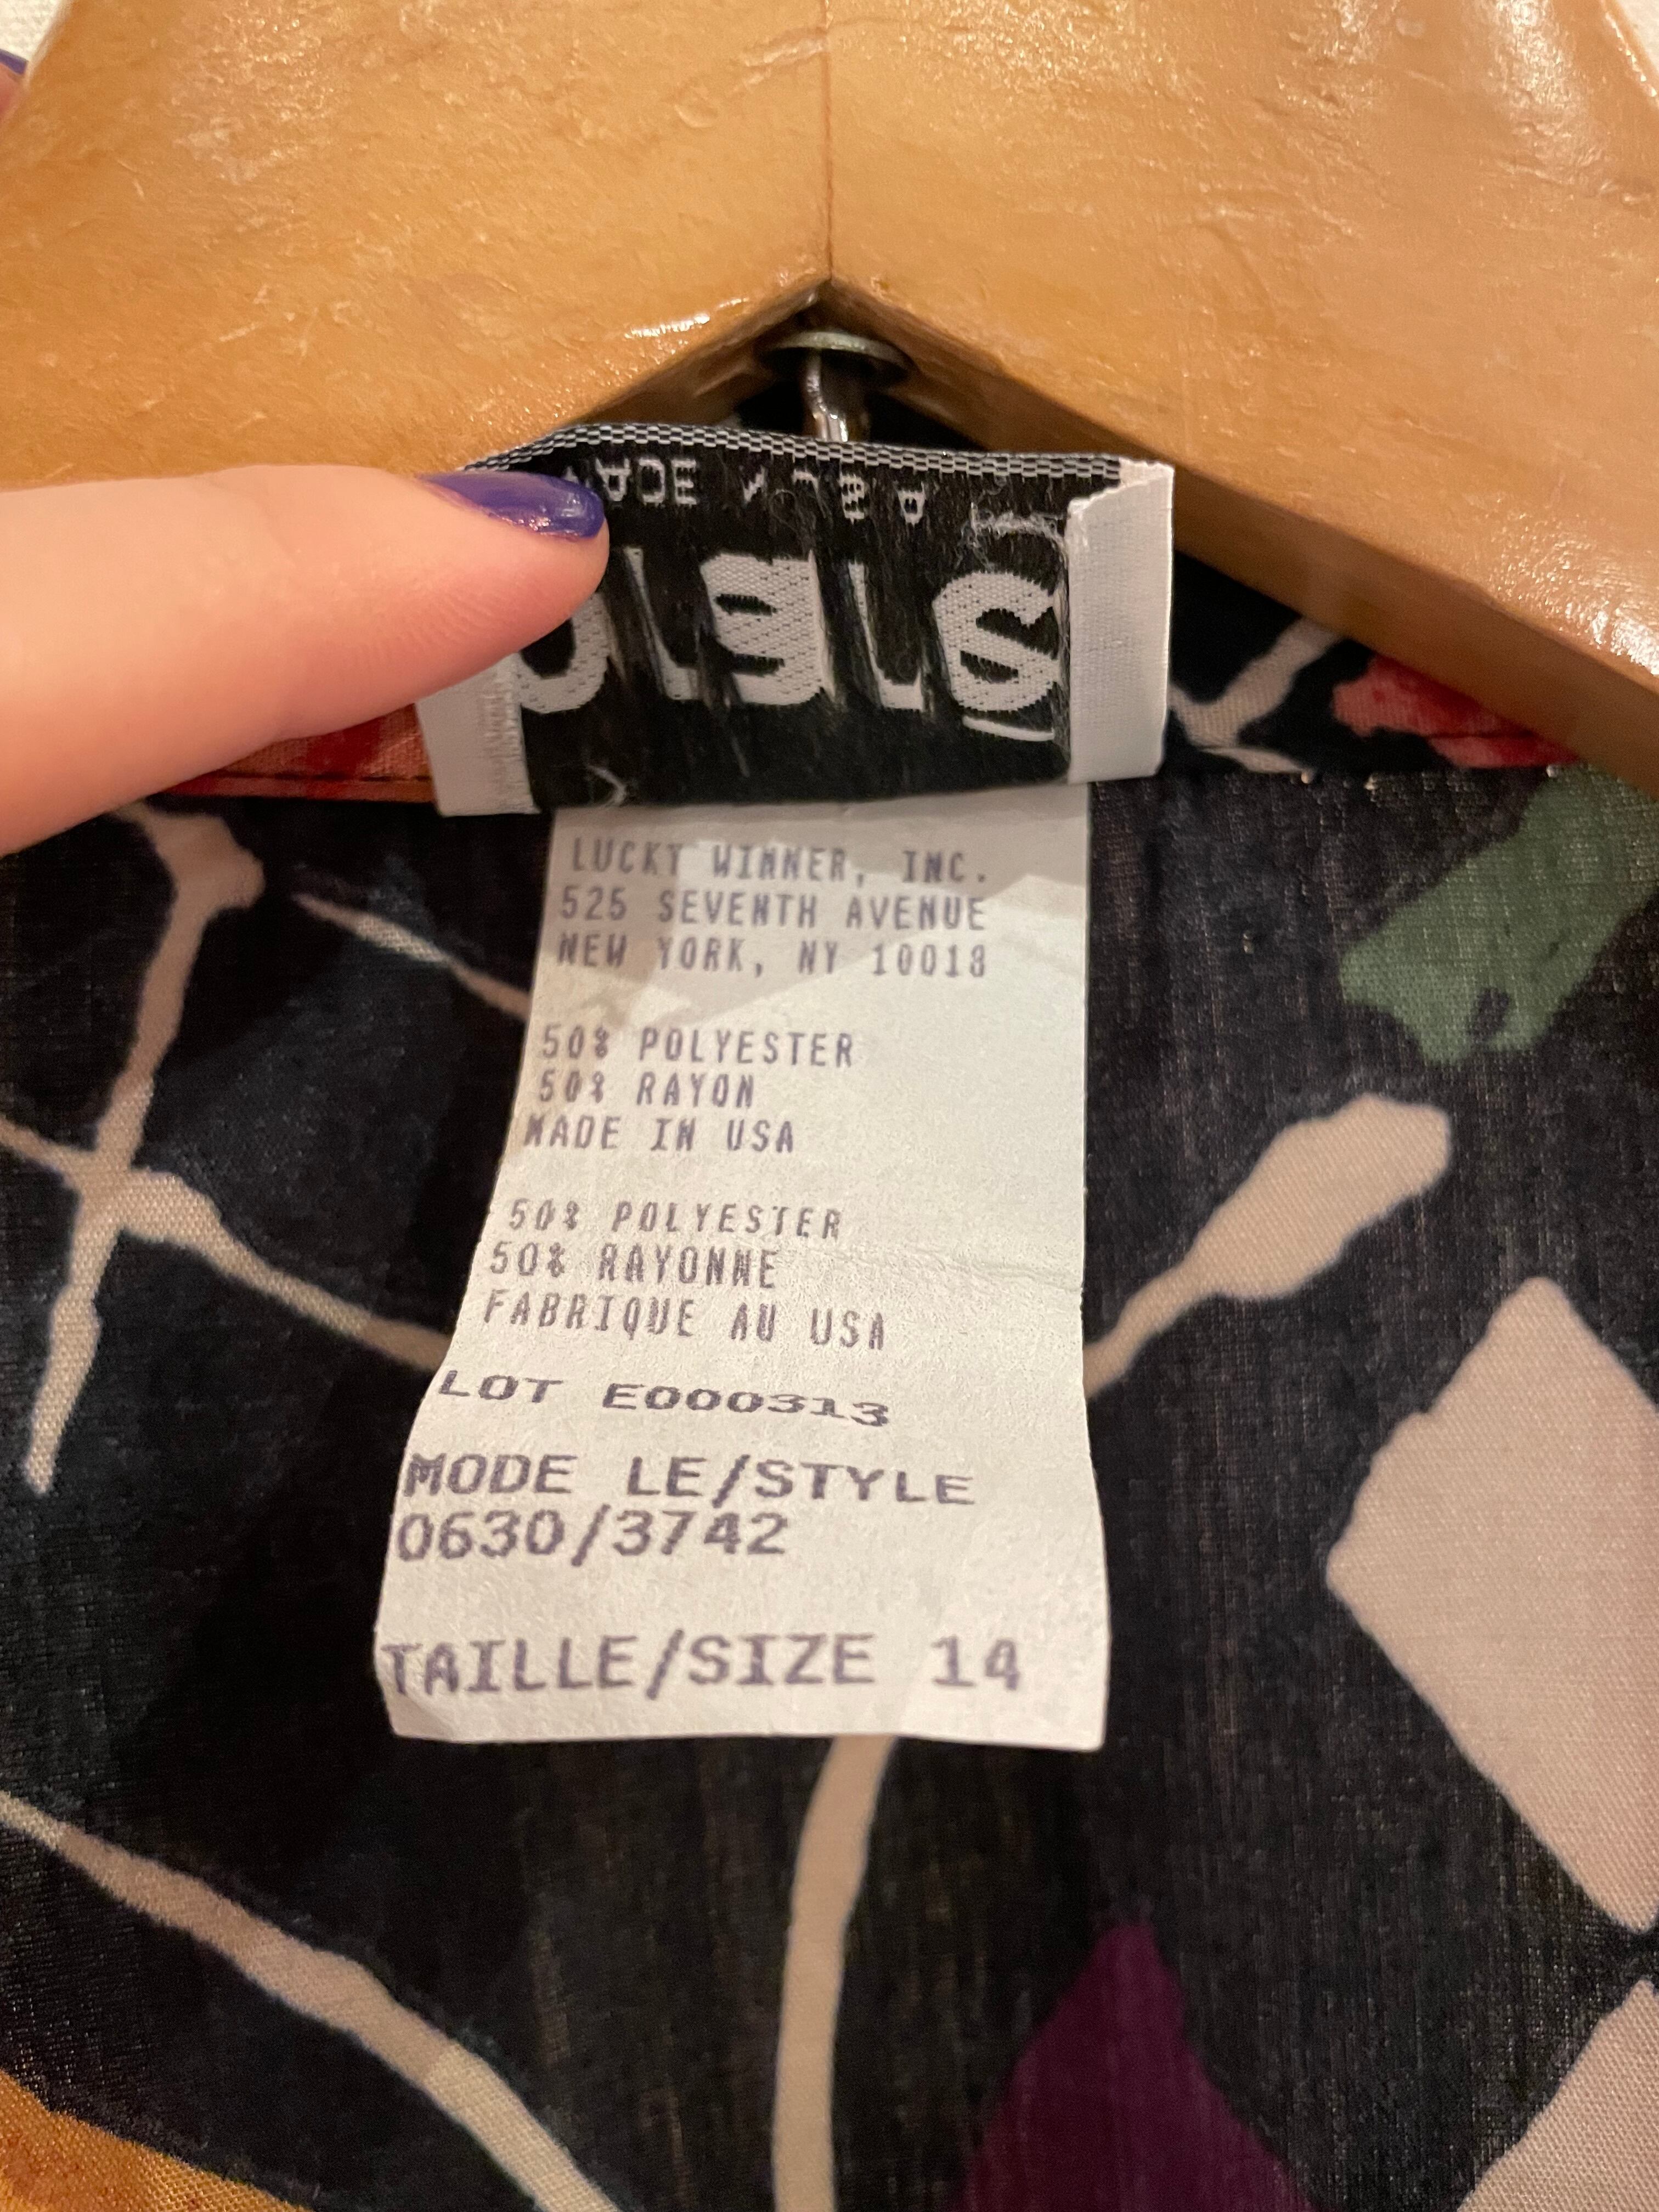 LUCKY WINNER, INC.
525 SEVENTH AVENUE
NEW YORK, NY 10018
50% POLYESTER
50% RAYON
MADE IN USA
50% POLYESTER
50% RAYONNE
FABRIQUE AU USA
LOT E000313
MODE LE/STYLE
0630/3742
TAILLE/SIZE 14